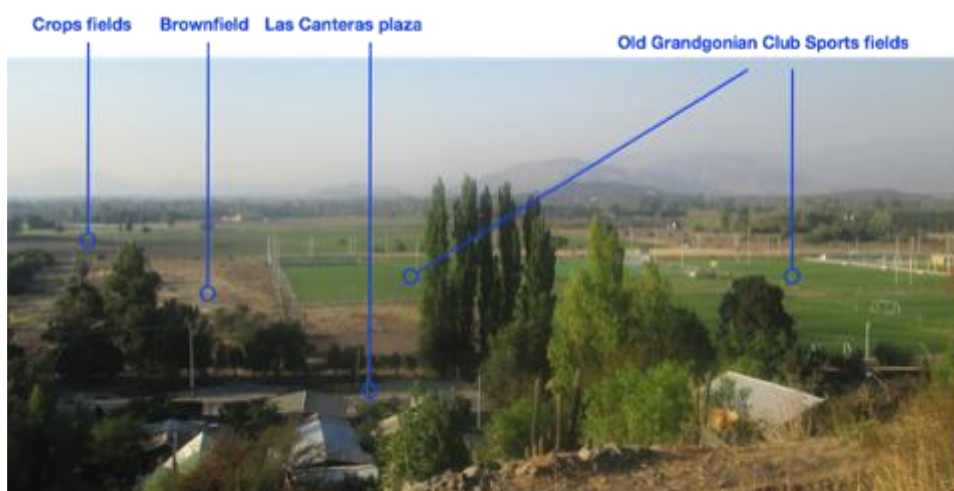 Crops fields
Brownfield
Las Canteras plaza
Old Grandgonian Club Sports fields